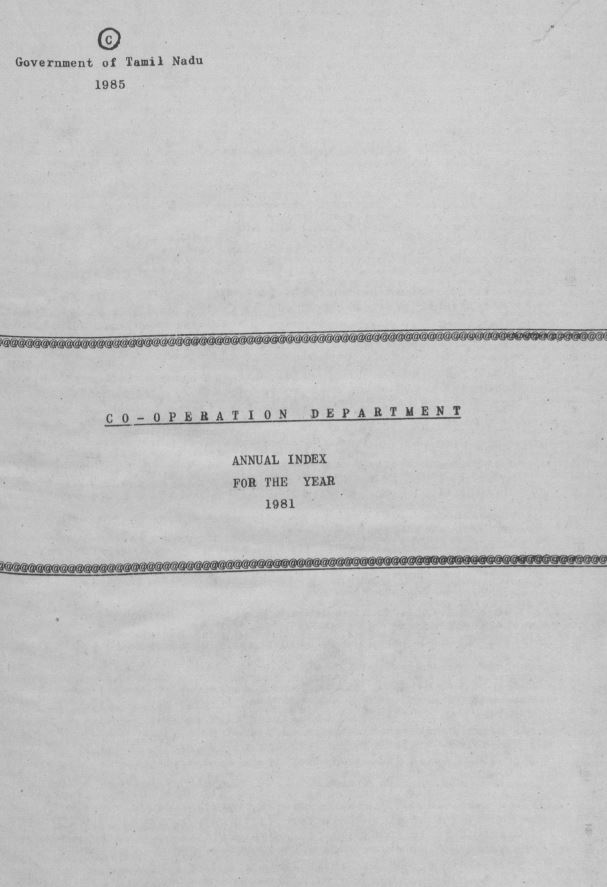 ©
Government of Tamil Nadu
1985
CO-OPERATION DEPARTMENT
ANNUAL INDEX
FOR THE YEAR
1981